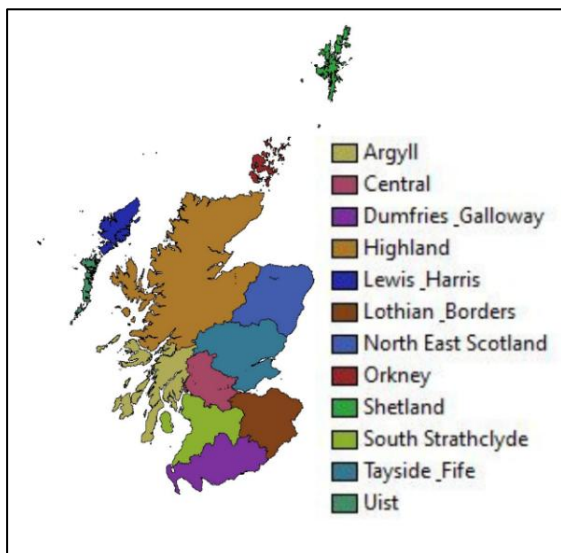 Argyll
Central
Dumfries_Galloway
Highland
Lewis_Harris
Lothian_Borders
North East Scotland
Orkney
Shetland
South Strathclyde
Tayside_Fife
Uist